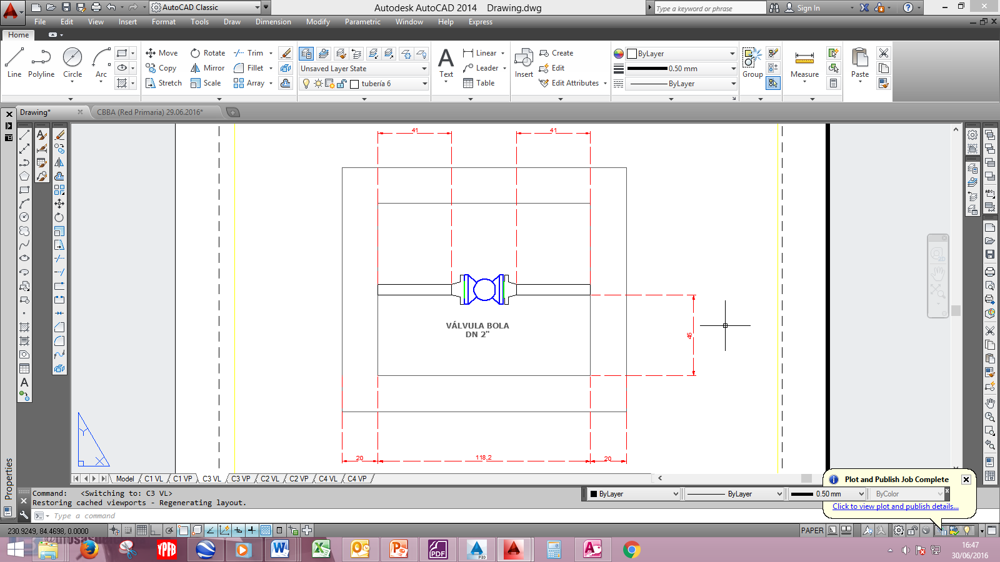 AutoCAD Classic
Autodesk AutoCAD 2014 Drawing.dwg
Type a keyword or phrase
Sign In
File Edit View Insert Format Tools Draw Dimension Modify Parametric Window Help Express
Home
Line Polyline Circle Arc
Move Rotate Trim
Copy Mirror Fillet
Stretch Scale Array
Unsaved Layer State
tubería 6
Text
Linear
Leader
Table
Insert
Create
Edit
Edit Attributes
ByLayer
0.50 mm
ByLayer
Group
Measure
Paste
Drawing*
CBBA (Red Primaria) 29.06.2016*
41 41
VÁLVULA BOLA
DN 2"
45
20 118,2 20
Y
X
Properties
Model C1 VL C1 VP C3 VL C3 VP C2 VL C2 VP C4 VL C4 VP
Command: <Switching to: C3 VL>
Restoring cached viewports - Regenerating layout.
Type a command
ByLayer ByLayer 0.50 mm ByColor
Plot and Publish Job Complete
Click to view plot and publish details...
230.9249, 84.4698, 0.0000
PAPER
YPFB
PDF
P3D
16:47
30/06/2016